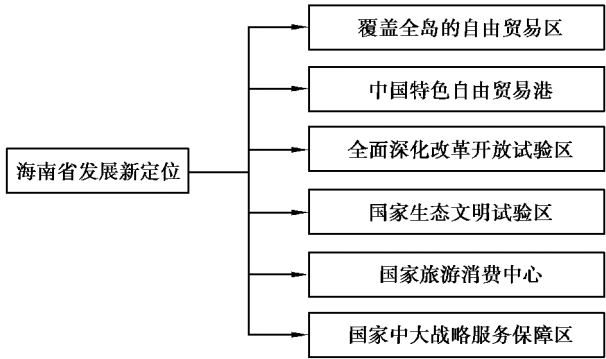 覆盖全岛的自由贸易区
中国特色自由贸易港
全面深化改革开放试验区
海南省发展新定位
国家生态文明试验区
国家旅游消费中心
国家中大战略服务保障区